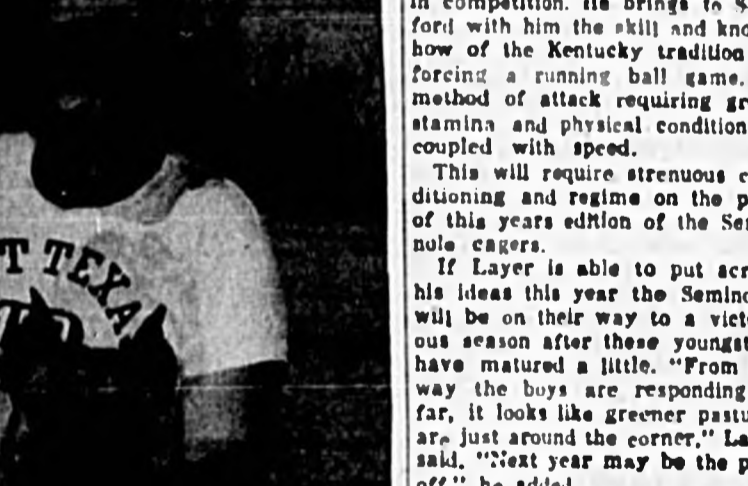 T TEXA
in competition. He brings to S
ford with him the skill and kno
how of the Kentucky tradition
forcing a running ball game.
method of attack requiring gr
stamina and physical condition
coupled with speed.
This will require strenuous c
ditioning and regime on the p
of this years edition of the Se
nole cagers.
If Layer is able to put acr
his ideas this year the Semino
will be on their way to a vict
ous season after these youngst
have matured a little. "From
way the boys are responding
far, it looks like greener pastu
are just around the corner," La
said. "Next year may be the p
off," he added.